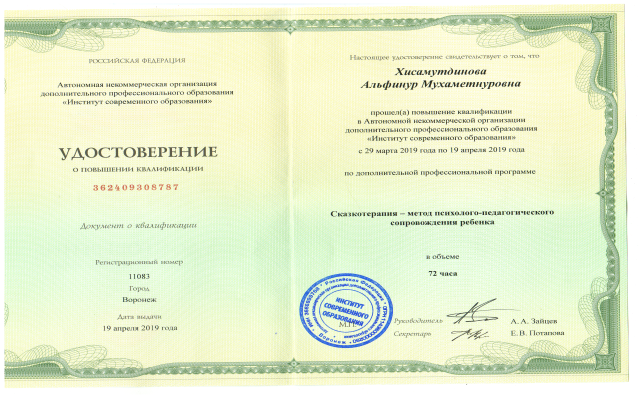 РОССИЙСКАЯ ФЕДЕРАЦИЯ
Автономная некоммерческая организация
дополнительного профессионального образования
«Институт современного образования»
УДОСТОВЕРЕНИЕ
О ПОВЫШЕНИИ КВАЛИФИКАЦИИ
362409308787
Документ о квалификации
Регистрационный номер
11083
Город
Воронеж
Дата выдачи
19 апреля 2019 года
Настоящее удостоверение свидетельствует о том, что
Хисамутдинова
Альфинур Мухаметнуровна
прошел(а) повышение квалификации
в Автономной некоммерческой организации
дополнительного профессионального образования
«Институт современного образования»
с 29 марта 2019 года по 19 апреля 2019 года
по дополнительной профессиональной программе
Сказкотерапия – метод психолого-педагогического
сопровождения ребенка
в объеме
72 часа
ИНСТИТУТ
СОВРЕМЕННОГО
ОБРАЗОВАНИЯ
М.П.
Руководитель А.А. Зайцев
Секретарь Е.В. Потапова